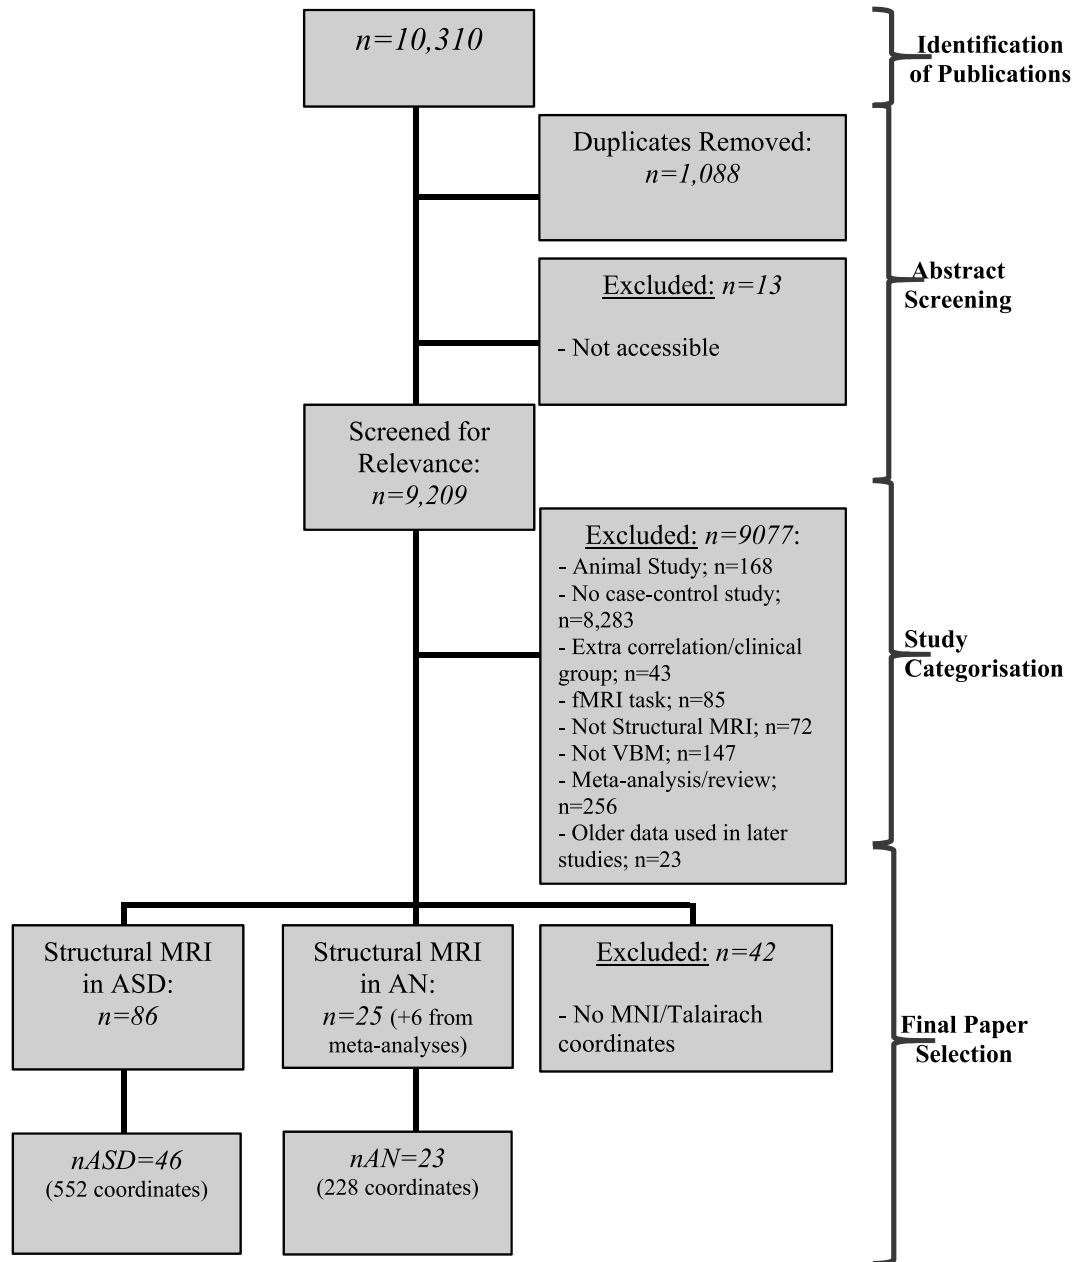 n=10,310
Identification
of Publications
Duplicates Removed:
n=1,088
Excluded: n=13
- Not accessible
Abstract
Screening
Screened for
Relevance:
n=9,209
Excluded: n=9077:
- Animal Study; n=168
- No case-control study;
n=8,283
- Extra correlation/clinical
group; n=43
- fMRI task; n=85
- Not Structural MRI; n=72
- Not VBM; n=147
- Meta-analysis/review;
n=256
- Older data used in later
studies; n=23
Study
Categorisation
Structural MRI
in ASD:
n=86
Structural MRI
in AN:
n=25 (+6 from
meta-analyses)
Excluded: n=42
- No MNI/Talairach
coordinates
Final Paper
Selection
nASD=46
(552 coordinates)
nAN=23
(228 coordinates)